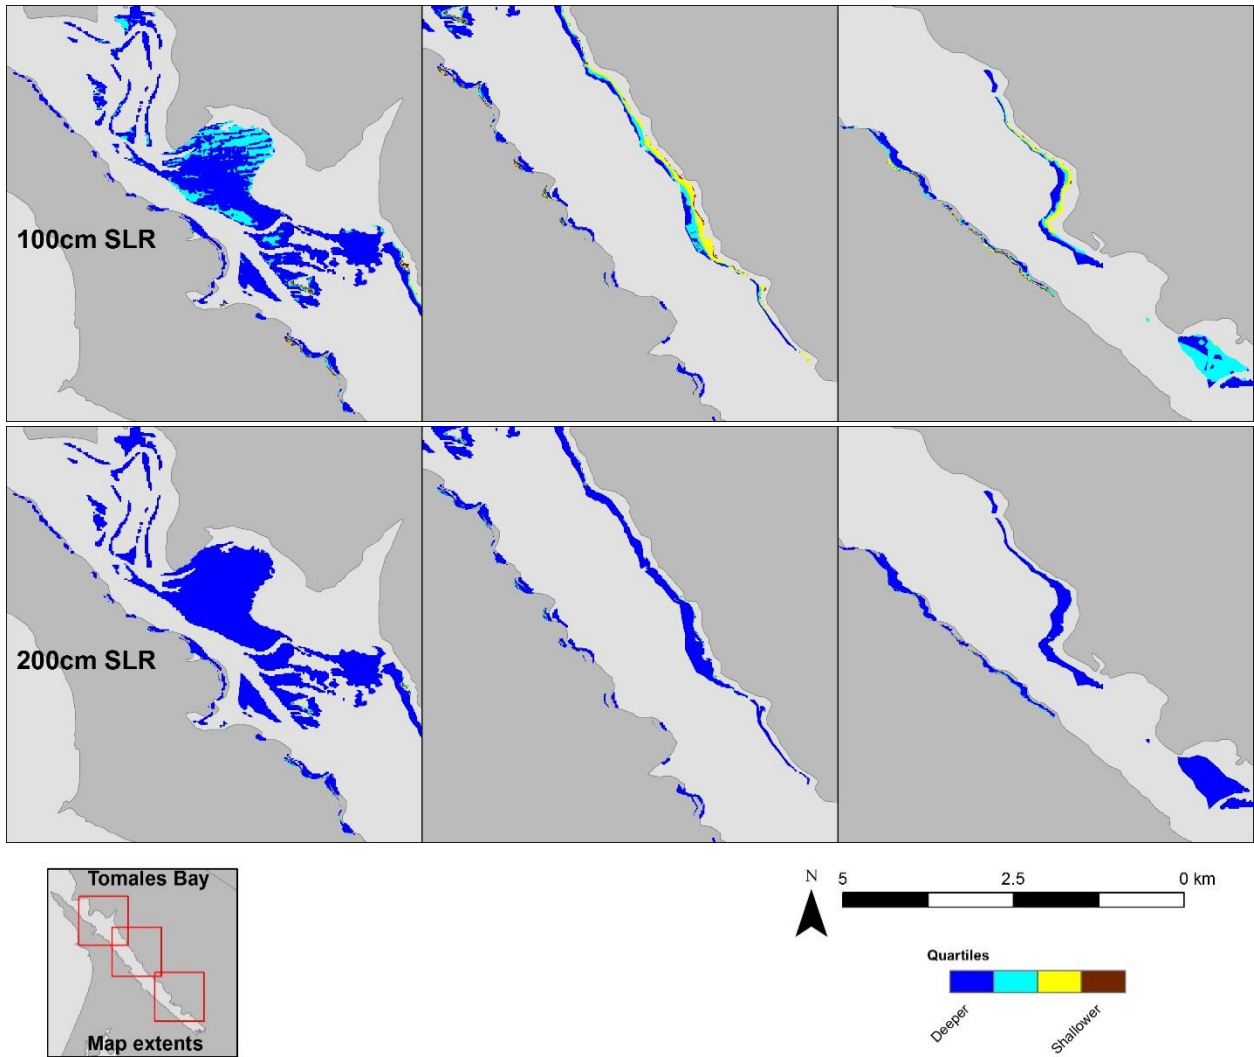 100cm SLR
200cm SLR
Tomales Bay
Map extents
N
5 2.5 0 km
Quartiles
Deeper Shallower